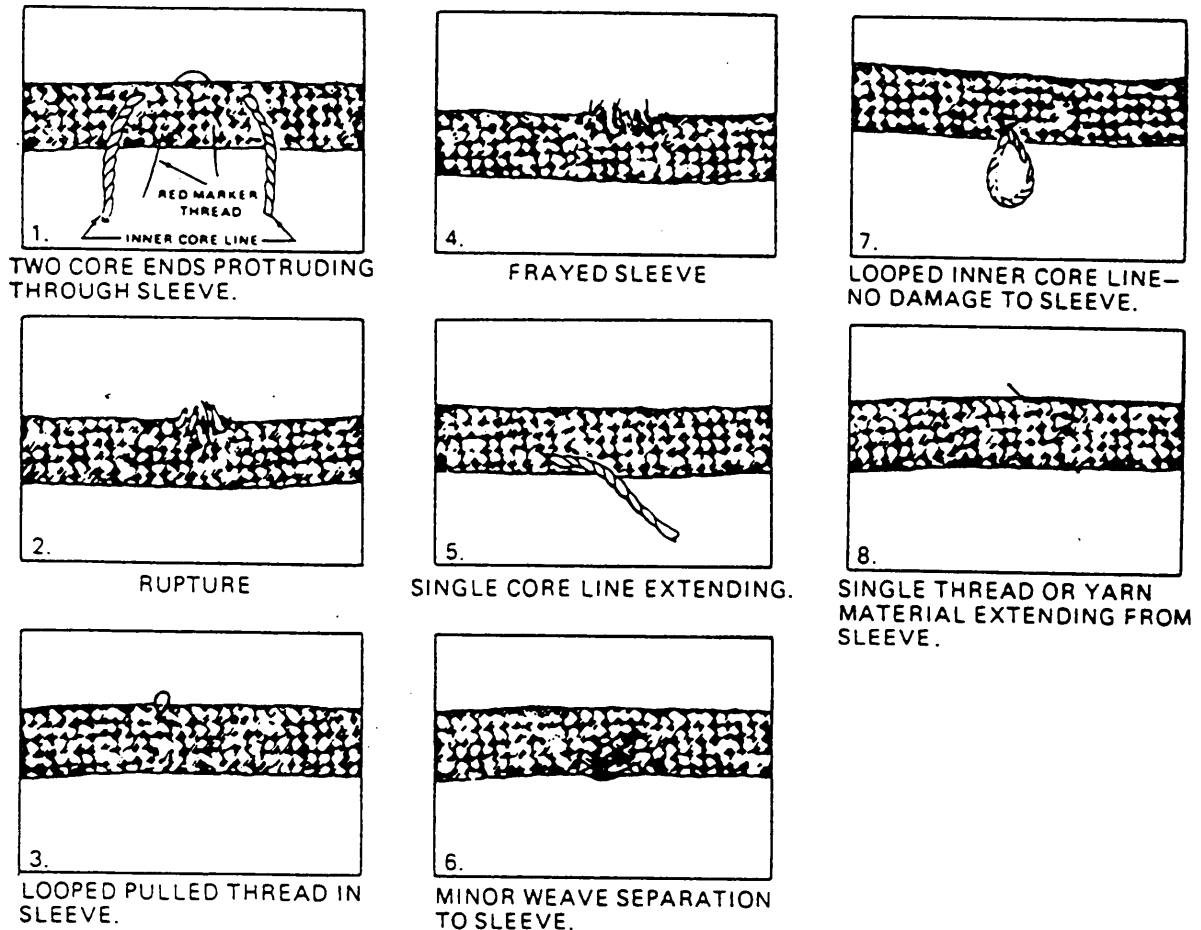 RED MARKER
THREAD
INNER CORE LINE
1.
TWO CORE ENDS PROTRUDING
THROUGH SLEEVE.
2.
RUPTURE
3.
LOOPED PULLED THREAD IN
SLEEVE.
4.
FRAYED SLEEVE
5.
SINGLE CORE LINE EXTENDING.
6.
MINOR WEAVE SEPARATION
TO SLEEVE.
7.
LOOPED INNER CORE LINE—
NO DAMAGE TO SLEEVE.
8.
SINGLE THREAD OR YARN
MATERIAL EXTENDING FROM
SLEEVE.